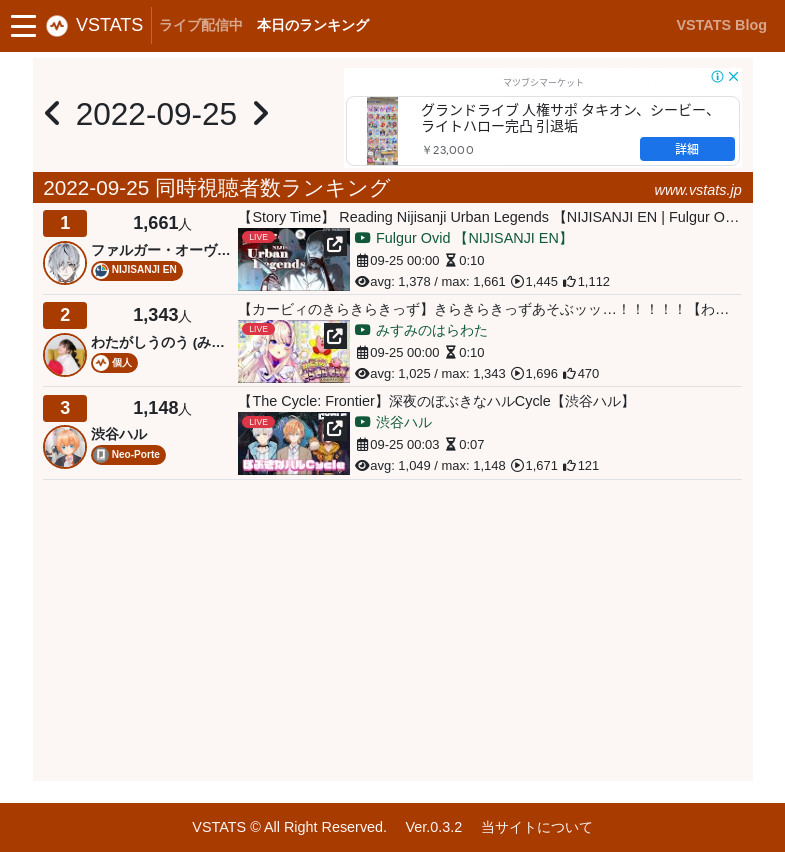 VSTATS ライブ配信中 本日のランキング VSTATS Blog
2022-09-25
マツブシマーケット
グランドライブ 人権サポ タキオン、シービー、
ライトハロー完凸 引退垢
￥23,000
詳細
2022-09-25 同時視聴者数ランキング www.vstats.jp
1 1,661人
ファルガー・オーヴ...
NIJISANJI EN
【Story Time】 Reading Nijisanji Urban Legends 【NIJISANJI EN | Fulgur O...
LIVE
Urban
Legends
Fulgur Ovid 【NIJISANJI EN】
09-25 00:00 0:10
avg: 1,378 / max: 1,661 1,445 1,112
2 1,343人
わたがしうのう (み...
個人
【カービィのきらきらきっず】きらきらきっずあそぶッッ…！！！！！【わ...
LIVE
みすみのはらわた
09-25 00:00 0:10
avg: 1,025 / max: 1,343 1,696 470
3 1,148人
渋谷ハル
Neo-Porte
【The Cycle: Frontier】深夜のぼぶきなハルCycle【渋谷ハル】
LIVE
渋谷ハル
09-25 00:03 0:07
avg: 1,049 / max: 1,148 1,671 121
VSTATS © All Right Reserved. Ver.0.3.2 当サイトについて